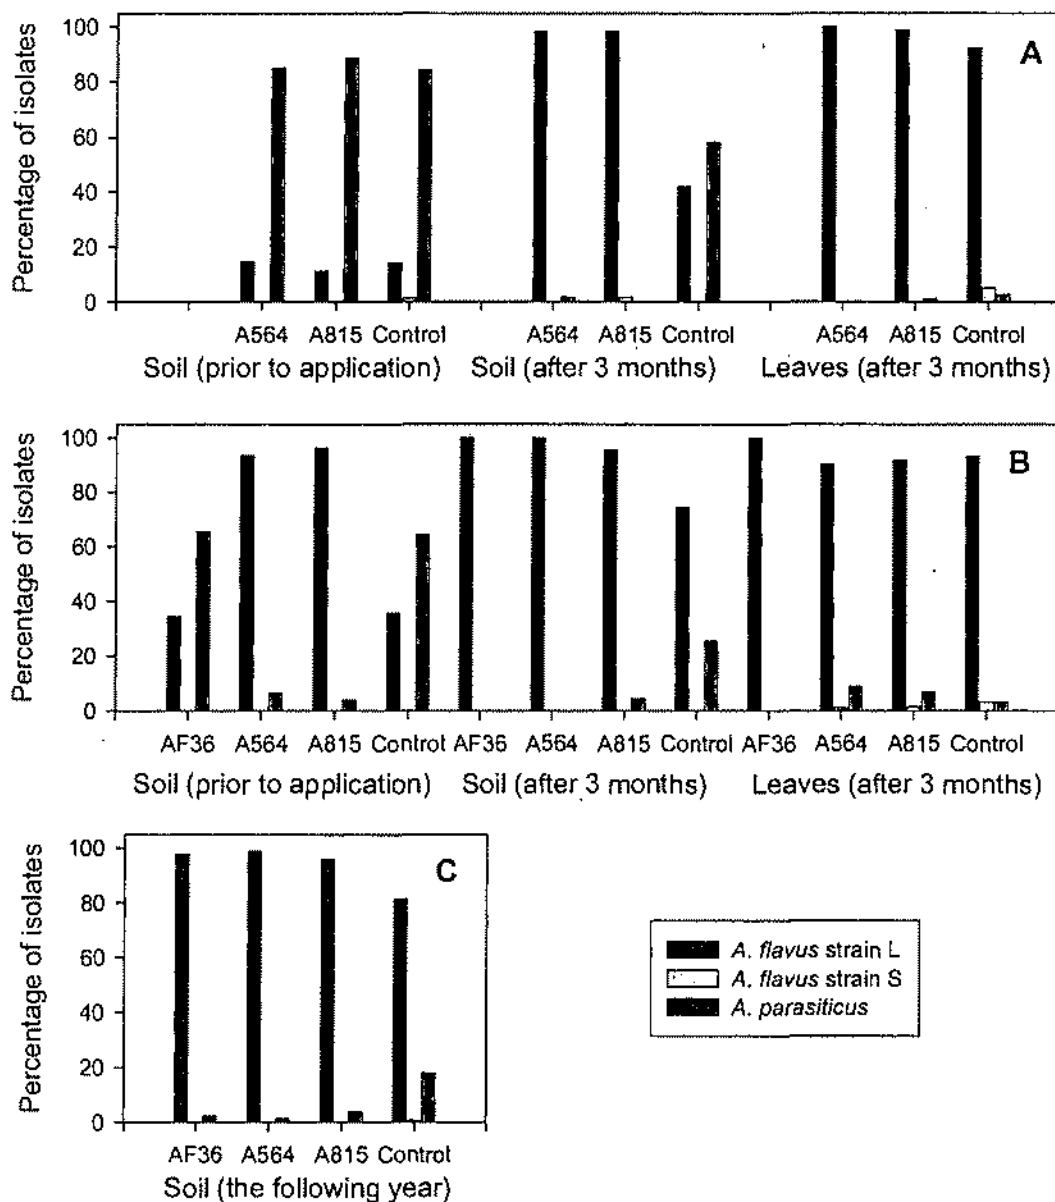 100
80
60
40
20
0
Percentage of isolates
A
A564 A815 Control A564 A815 Control A564 A815 Control
Soil (prior to application) Soil (after 3 months) Leaves (after 3 months)
100
80
60
40
20
0
Percentage of isolates
B
AF36 A564 A815 Control AF36 A564 A815 Control AF36 A564 A815 Control
Soil (prior to application) Soil (after 3 months) Leaves (after 3 months)
100
80
60
40
20
0
Percentage of isolates
C
AF36 A564 A815 Control
Soil (the following year)
A. flavus strain L
A. flavus strain S
A. parasiticus